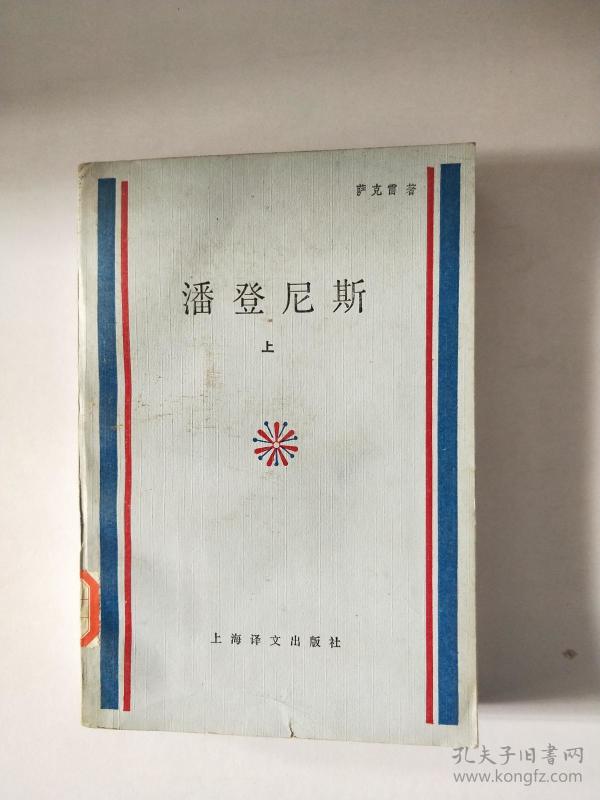 萨克雷著
潘登尼斯
上
上海译文出版社
孔夫子旧书网
www.kongfz.com